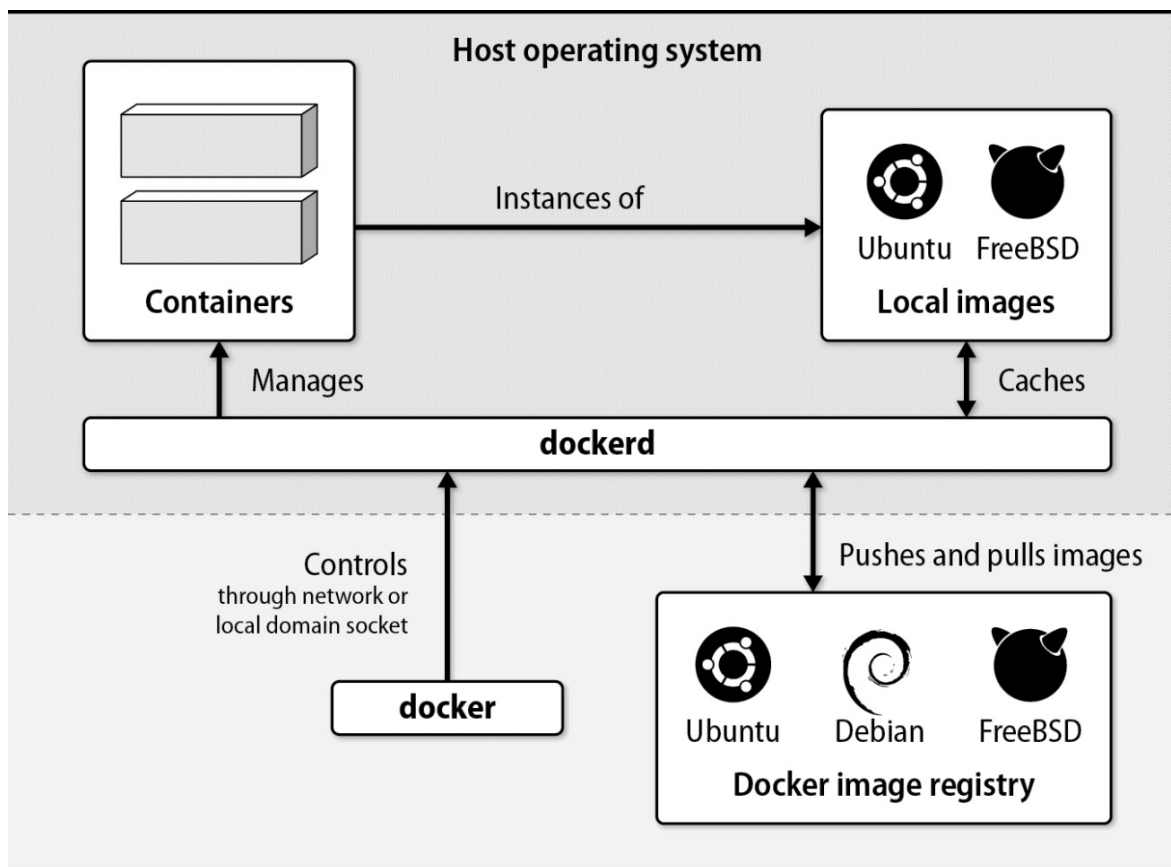 Host operating system
Instances of
Ubuntu FreeBSD
Containers
Local images
Manages
Caches
dockerd
Controls
through network or
local domain socket
Pushes and pulls images
docker
Ubuntu Debian FreeBSD
Docker image registry